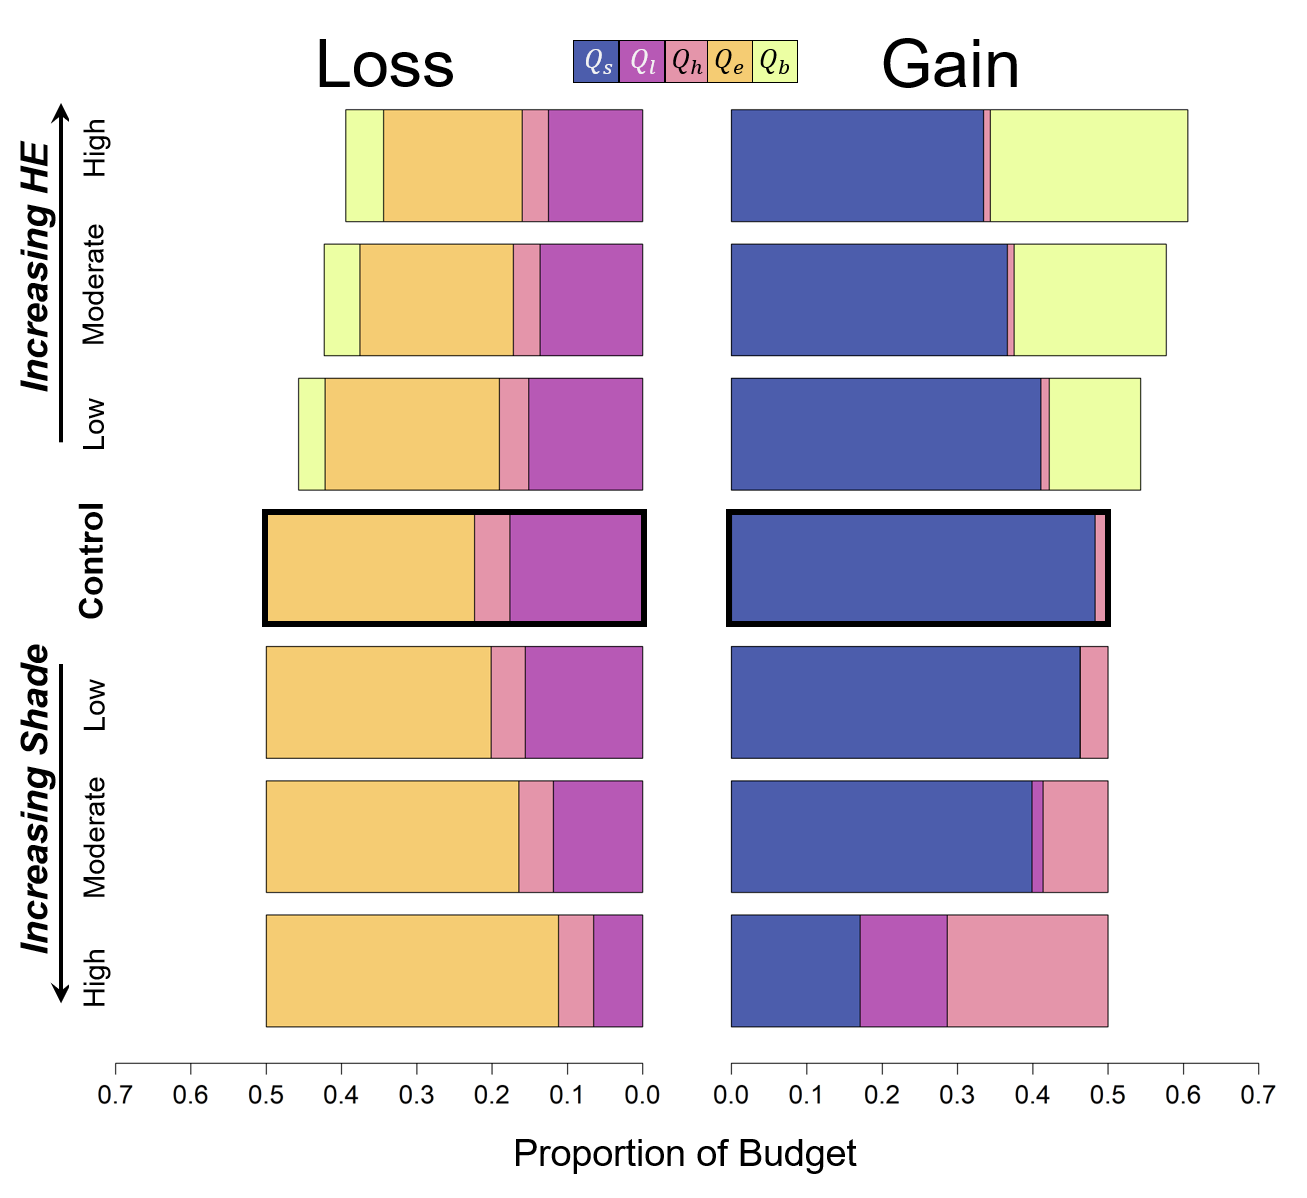 Loss
Qs Ql Qh Qe Qb
Gain
Increasing HE
High
Moderate
Low
Control
Increasing Shade
Low
Moderate
High
0.7 0.6 0.5 0.4 0.3 0.2 0.1 0.0
0.0 0.1 0.2 0.3 0.4 0.5 0.6 0.7
Proportion of Budget